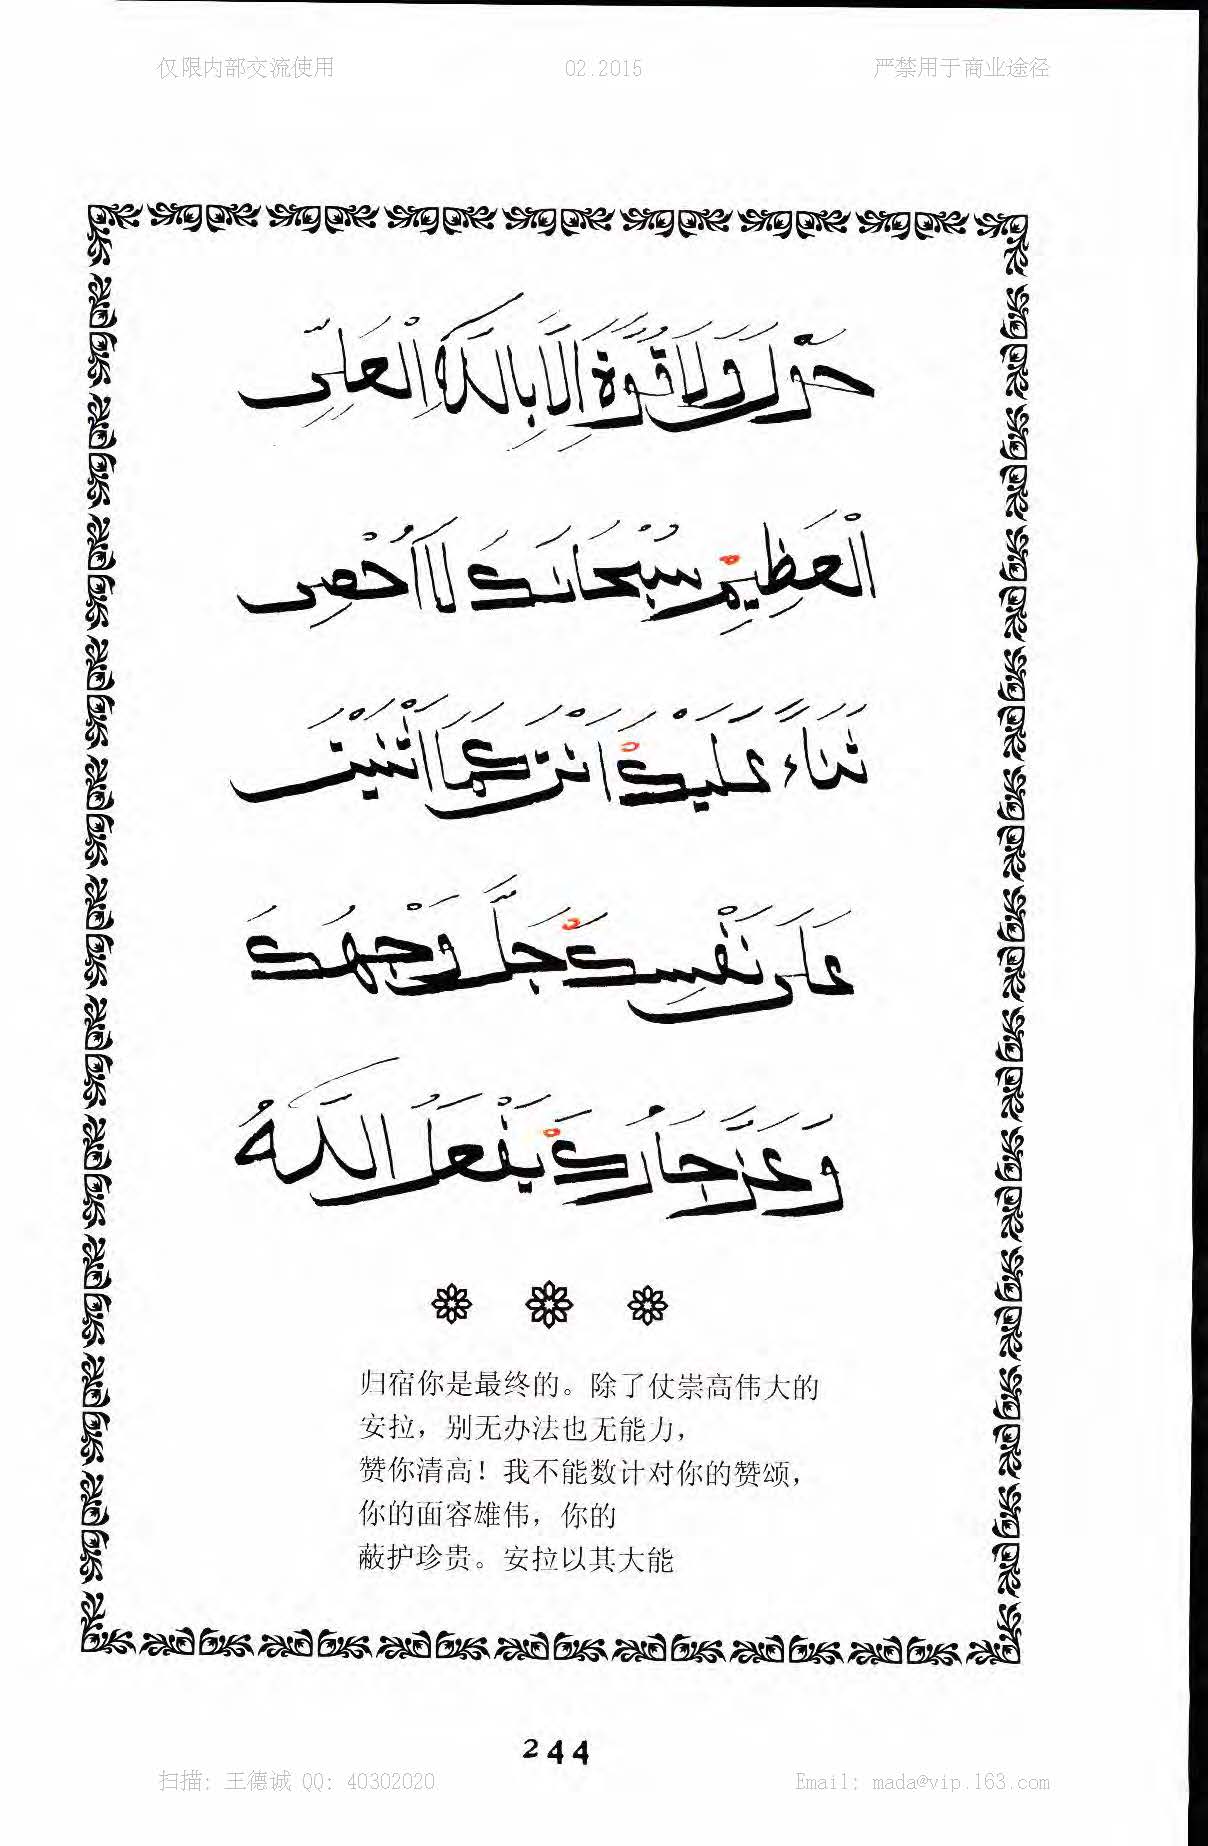 仅限内部交流使用 02.2015 严禁用于商业途径
حَوْلَ وَلَا قُوَّةَ اِلَّا بِاللّٰهِ الْعَلِىِّ
الْعَظِيمِ سُبْحَانَكَ لَا اُحْصِى
ثَنَاءً عَلَيْكَ اَنْتَ كَمَا اَثْنَيْتَ
عَلَى نَفْسِكَ جَلَّ وَجْهُكَ
وَعَزَّ جَارُكَ يَفْعَلُ اللّٰهُ
归宿你是最终的。除了仗崇高伟大的
安拉，别无办法也无能力，
赞你清高！我不能数计对你的赞颂，
你的面容雄伟，你的
蔽护珍贵。安拉以其大能
244
扫描: 王德诚 QQ: 40302020 Email: mada@vip.163.com